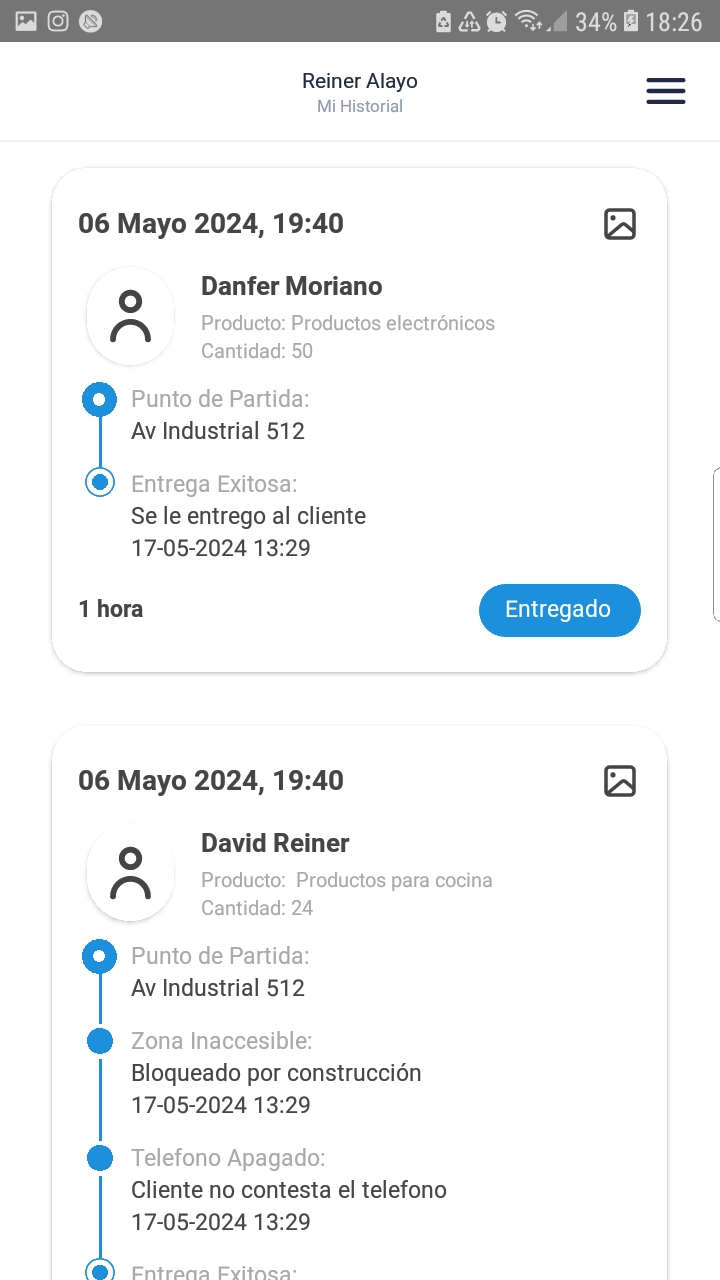 34% 18:26
Reiner Alayo
Mi Historial
06 Mayo 2024, 19:40
Danfer Moriano
Producto: Productos electrónicos
Cantidad: 50
Punto de Partida:
Av Industrial 512
Entrega Exitosa:
Se le entrego al cliente
17-05-2024 13:29
1 hora
Entregado
06 Mayo 2024, 19:40
David Reiner
Producto:  Productos para cocina
Cantidad: 24
Punto de Partida:
Av Industrial 512
Zona Inaccesible:
Bloqueado por construcción
17-05-2024 13:29
Telefono Apagado:
Cliente no contesta el telefono
17-05-2024 13:29
Entrega Exitosa: